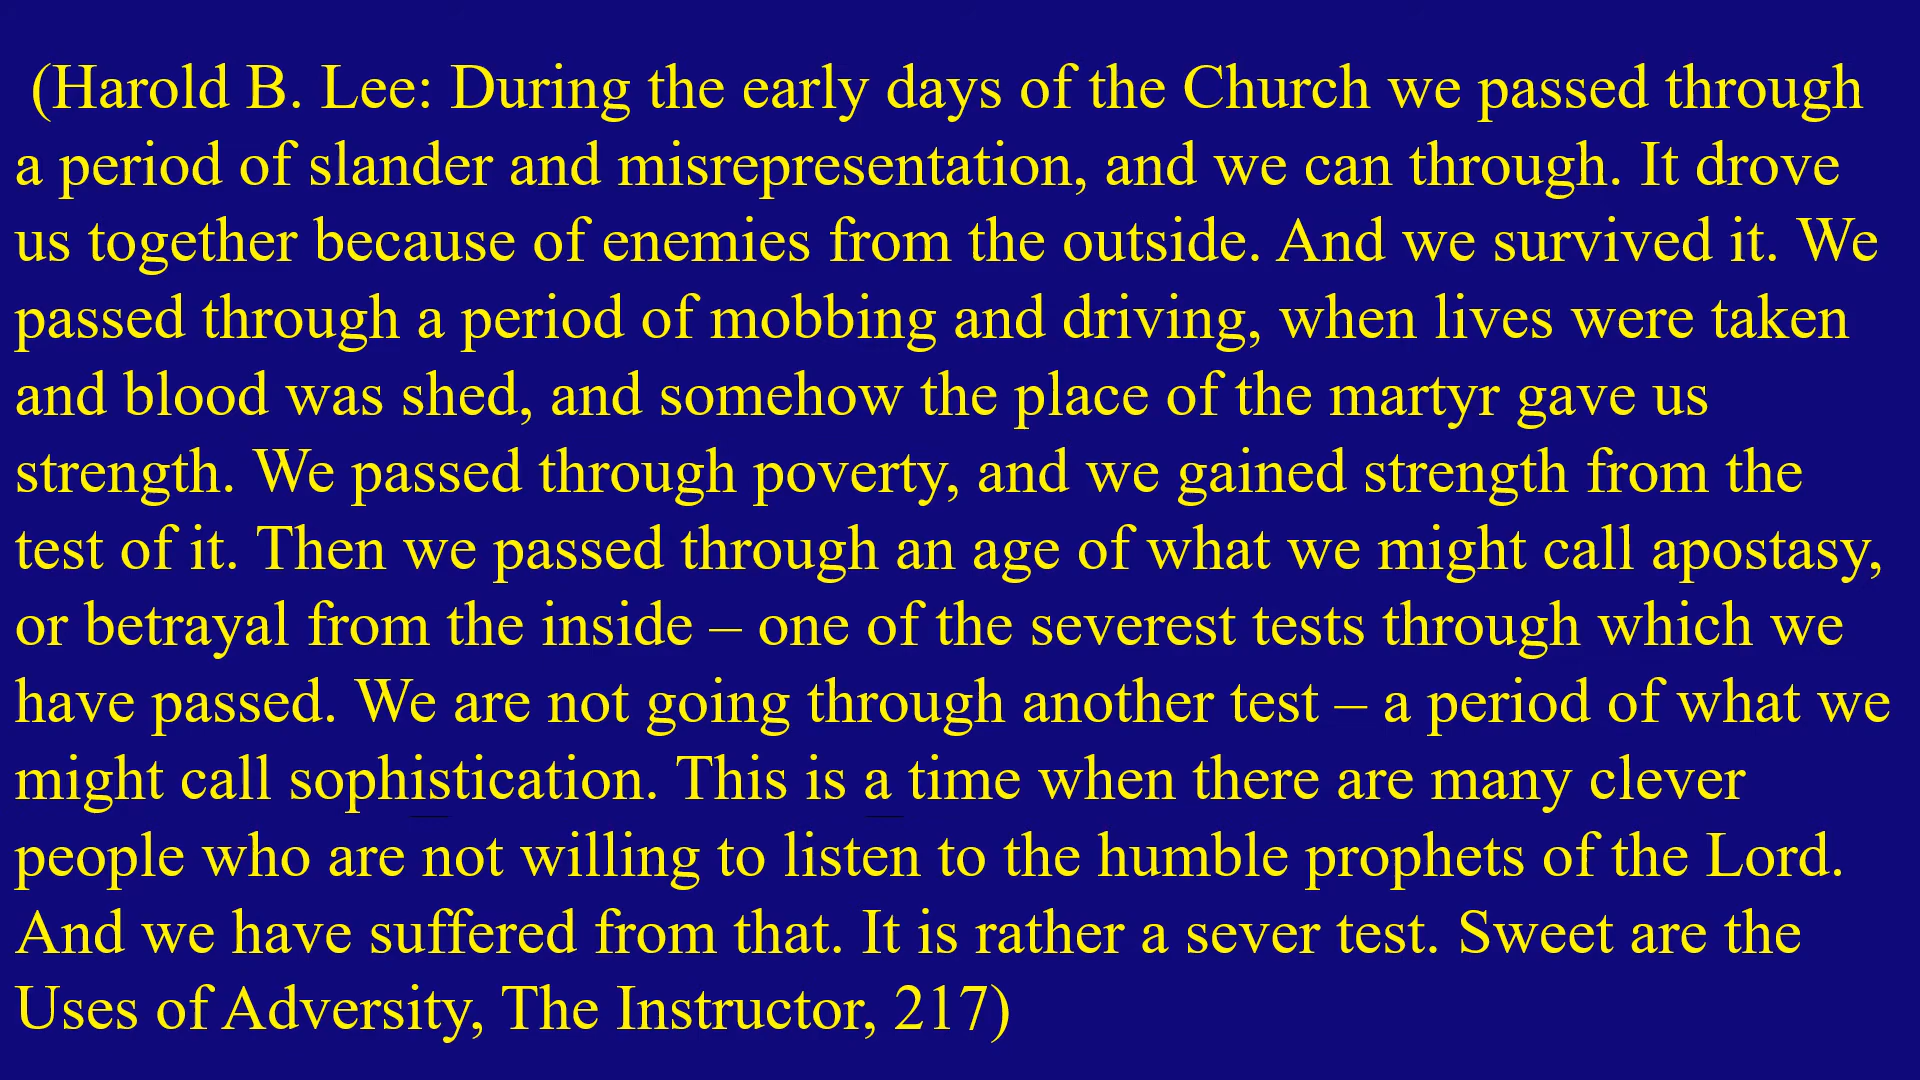 (Harold B. Lee: During the early days of the Church we passed through
a period of slander and misrepresentation, and we can through. It drove
us together because of enemies from the outside. And we survived it. We
passed through a period of mobbing and driving, when lives were taken
and blood was shed, and somehow the place of the martyr gave us
strength. We passed through poverty, and we gained strength from the
test of it. Then we passed through an age of what we might call apostasy,
or betrayal from the inside – one of the severest tests through which we
have passed. We are not going through another test – a period of what we
might call sophistication. This is a time when there are many clever
people who are not willing to listen to the humble prophets of the Lord.
And we have suffered from that. It is rather a sever test. Sweet are the
Uses of Adversity, The Instructor, 217)